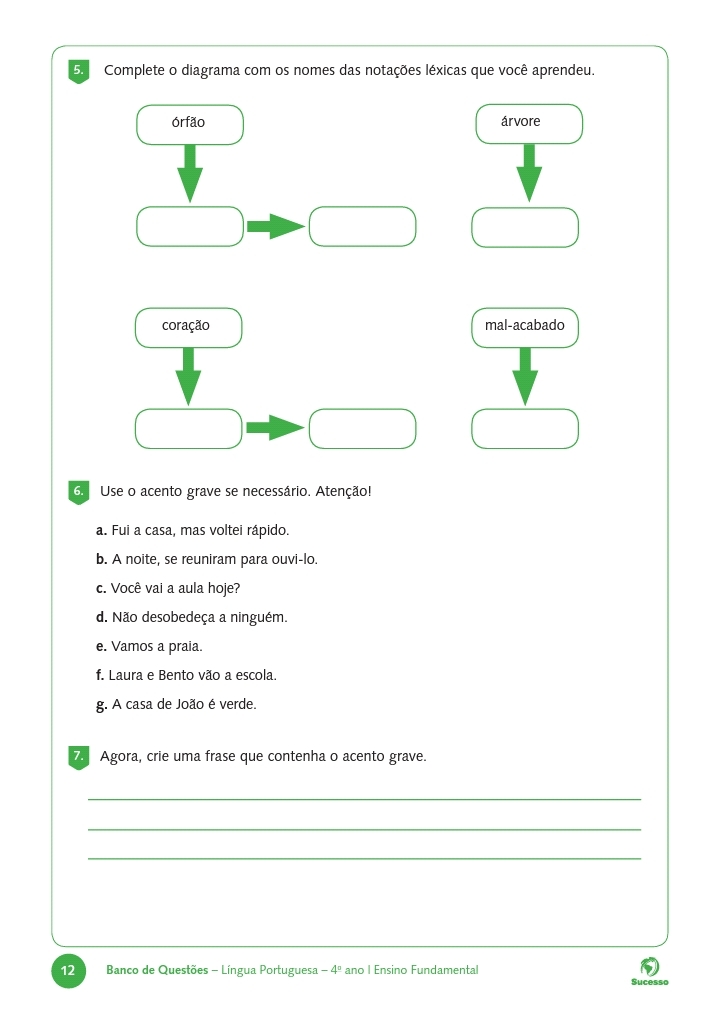 5. Complete o diagrama com os nomes das notações léxicas que você aprendeu.
órfão
árvore
coração
mal-acabado
6. Use o acento grave se necessário. Atenção!
a. Fui a casa, mas voltei rápido.
b. A noite, se reuniram para ouvi-lo.
c. Você vai a aula hoje?
d. Não desobedeça a ninguém.
e. Vamos a praia.
f. Laura e Bento vão a escola.
g. A casa de João é verde.
7. Agora, crie uma frase que contenha o acento grave.
12 Banco de Questões – Língua Portuguesa – 4º ano | Ensino Fundamental
Sucesso